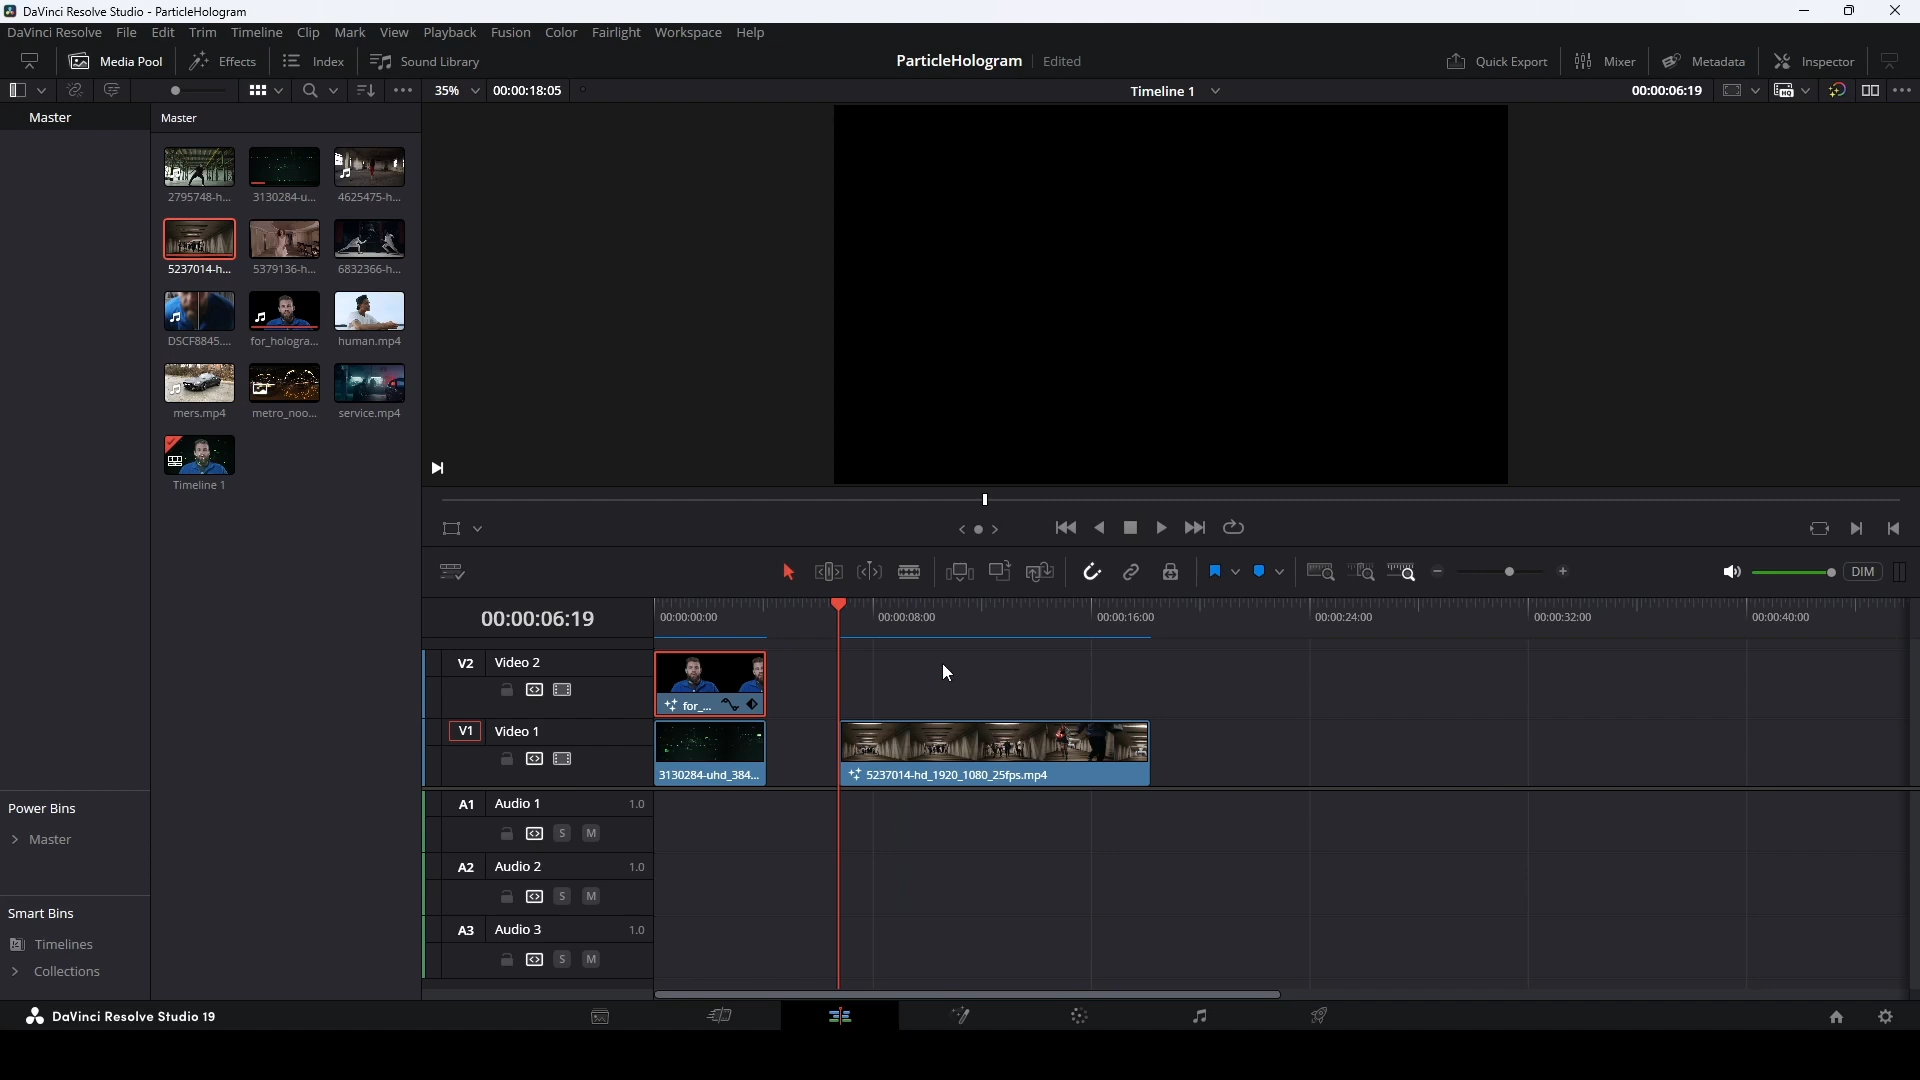 DaVinci Resolve Studio - ParticleHologram
DaVinci Resolve File Edit Trim Timeline Clip Mark View Playback Fusion Color Fairlight Workspace Help
Media Pool Effects Index Sound Library ParticleHologram Edited Quick Export Mixer Metadata Inspector
35% 00:00:18:05 Timeline 1 00:00:06:19
Master Master
2795748-h... 3130284-u... 4625475-h...
5237014-h... 5379136-h... 6832366-h...
DSCF8845.... for_hologra... human.mp4
mers.mp4 metro_noo... service.mp4
Timeline 1
DIM
00:00:06:19 00:00:00:00 00:00:08:00 00:00:16:00 00:00:24:00 00:00:32:00 00:00:40:00
V2 Video 2
for_...
V1 Video 1
3130284-uhd_384... 5237014-hd_1920_1080_25fps.mp4
A1 Audio 1 1.0
S M
A2 Audio 2 1.0
S M
A3 Audio 3 1.0
S M
Power Bins
Master
Smart Bins
Timelines
Collections
DaVinci Resolve Studio 19